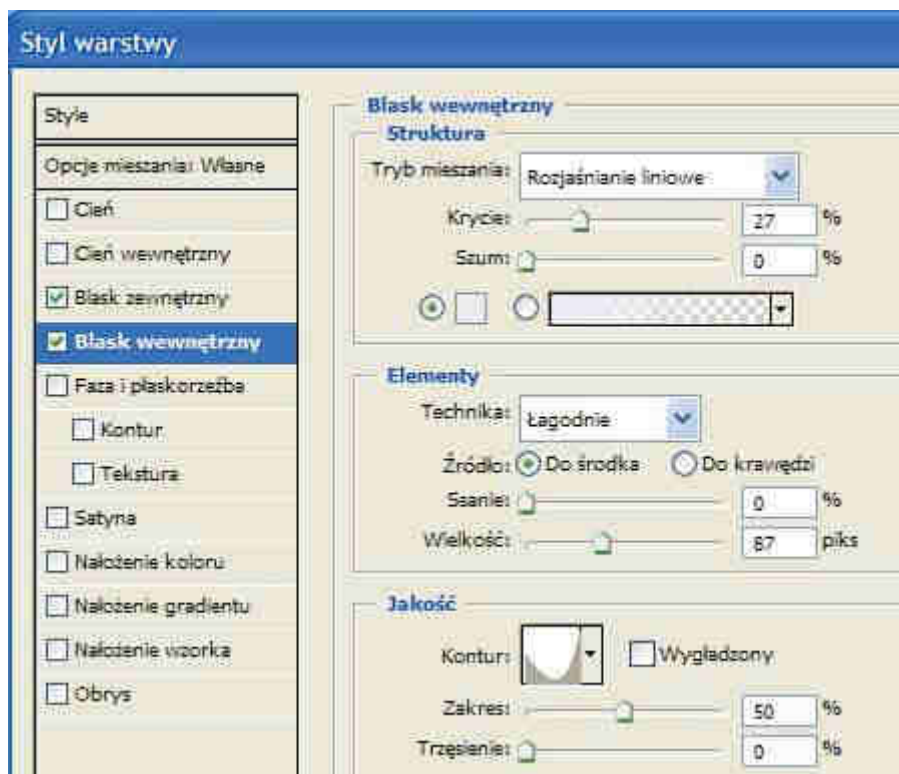 Styl warstwy
Style
Opcje mieszania: Własne
Cień
Cień wewnętrzny
Blask zewnętrzny
Blask wewnętrzny
Faza i płaskorzeźba
Kontur
Tekstura
Satyna
Nałożenie koloru
Nałożenie gradientu
Nałożenie wzorka
Obrys
Blask wewnętrzny
Struktura
Tryb mieszania: Rozjaśnianie liniowe
Krycie: 27 %
Szum: 0 %
Elementy
Technika: Łagodnie
Źródło: Do środka Do krawędzi
Ssanie: 0 %
Wielkość: 87 piks
Jakość
Kontur: Wygładzony
Zakres: 50 %
Trzęsienie: 0 %